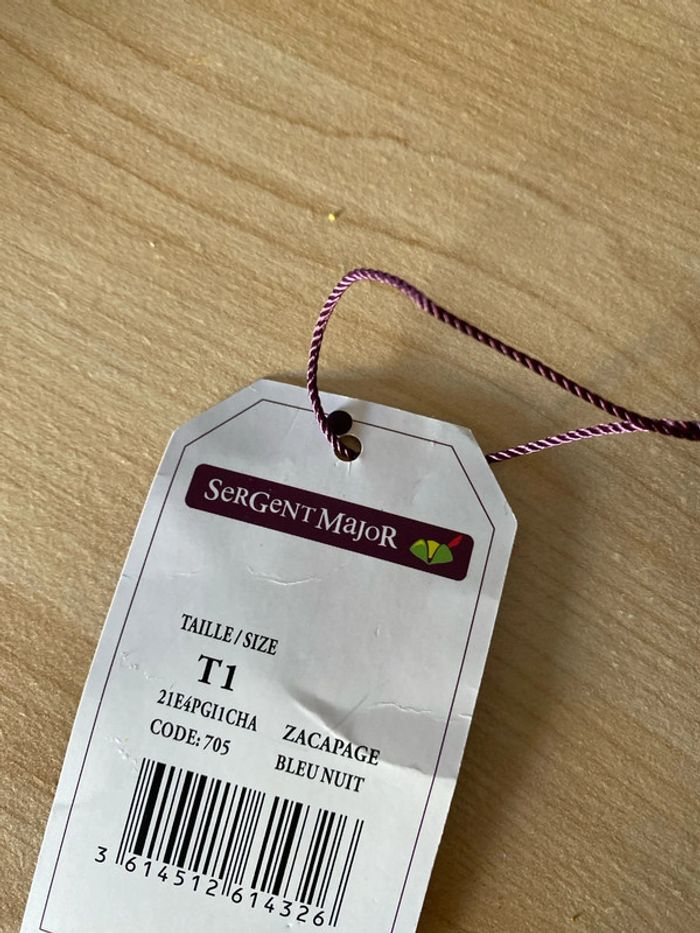 SerGeNT MaJoR
TAILLE / SIZE
T1
21E4PGI1CHA ZACAPAGE
CODE: 705 BLEU NUIT
3 614512 614326